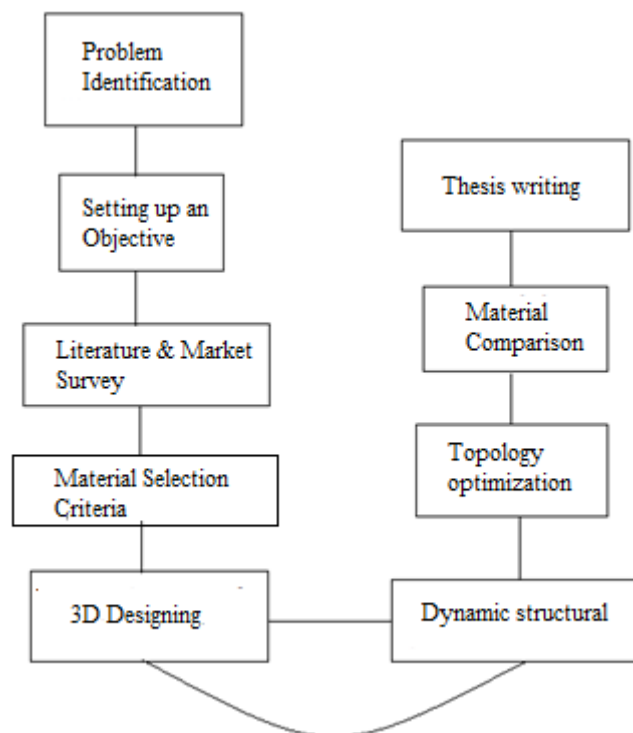 Problem
Identification
Setting up an
Objective
Literature & Market
Survey
Material Selection
Criteria
3D Designing
Dynamic structural
Topology
optimization
Material
Comparison
Thesis writing